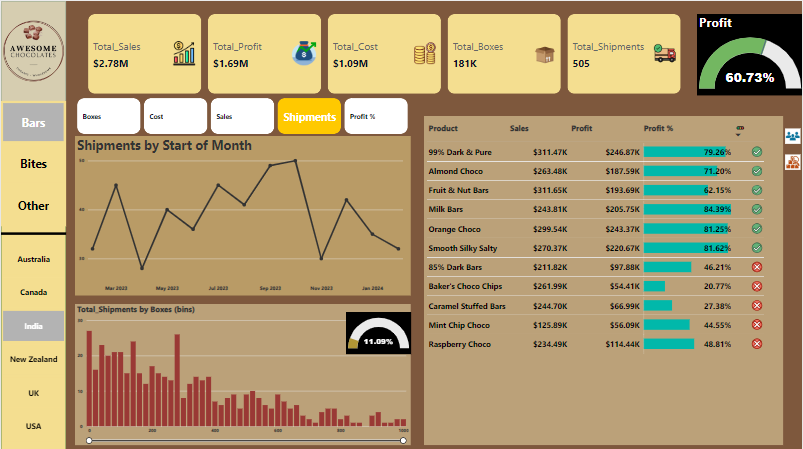 AWESOME
CHOCOLATES
Total_Sales
$2.78M
Total_Profit
$1.69M
Total_Cost
$1.09M
Total_Boxes
181K
Total_Shipments
505
Profit
60.73%
Bars
Bites
Other
Australia
Canada
India
New Zealand
UK
USA
Boxes
Cost
Sales
Shipments
Profit %
Shipments by Start of Month
50
40
30
Mar 2023
May 2023
Jul 2023
Sep 2023
Nov 2023
Jan 2024
Total_Shipments by Boxes (bins)
11.09%
30
20
10
0
0
200
400
600
800
1000
Product Sales Profit Profit %
99% Dark & Pure $311.47K $246.87K 79.26%
Almond Choco $263.48K $187.59K 71.20%
Fruit & Nut Bars $311.65K $193.69K 62.15%
Milk Bars $243.81K $205.75K 84.39%
Orange Choco $299.54K $243.37K 81.25%
Smooth Silky Salty $270.37K $220.67K 81.62%
85% Dark Bars $211.82K $97.88K 46.21%
Baker's Choco Chips $261.99K $54.41K 20.77%
Caramel Stuffed Bars $244.70K $66.99K 27.38%
Mint Chip Choco $125.89K $56.09K 44.55%
Raspberry Choco $234.49K $114.44K 48.81%